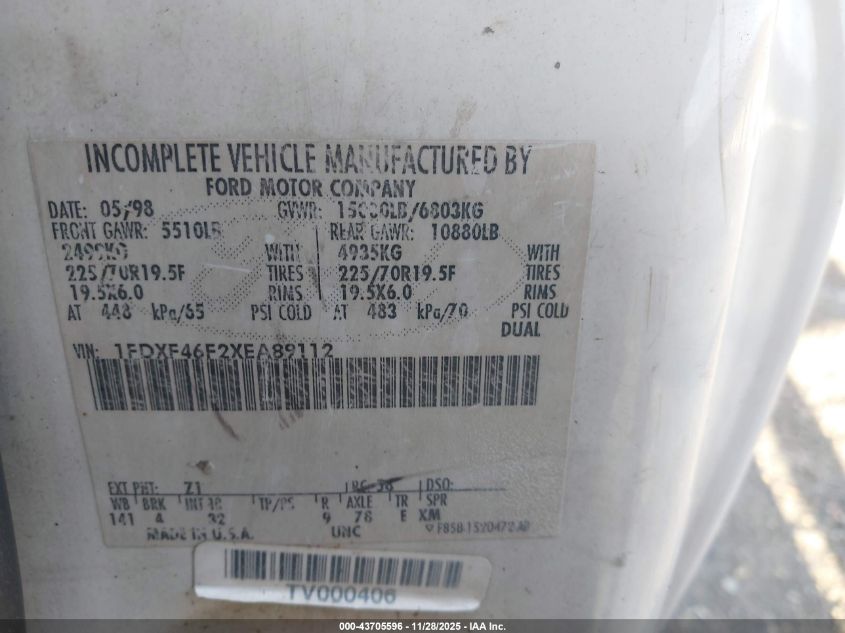 INCOMPLETE VEHICLE MANUFACTURED BY
FORD MOTOR COMPANY
DATE: 05/98 GVWR: 15000LB/6803KG
FRONT GAWR: 5510LB REAR GAWR: 10880LB
2499KG WITH 4935KG WITH
225/70R19.5F TIRES 225/70R19.5F TIRES
19.5X6.0 RIMS 19.5X6.0 RIMS
AT 448 kPa/65 PSI COLD AT 483 kPa/70 PSI COLD
DUAL
VIN: 1FDXF46F2XEA89112
EXT PNT: Z1 DSO:
WB BRK INT TR TP/PS R AXLE TR SPR
141 4 32 9 78 E XM
MADE IN U.S.A. UNC
TV000406
000-43705596 - 11/28/2025 - IAA Inc.